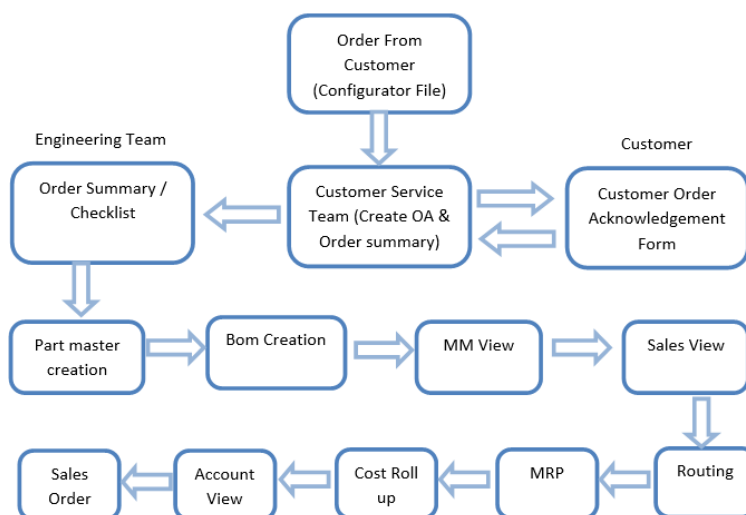 Order From
Customer
(Configurator File)
Engineering Team
Customer
Order Summary /
Checklist
Customer Service
Team (Create OA &
Order summary)
Customer Order
Acknowledgement
Form
Part master
creation
Bom Creation
MM View
Sales View
Sales
Order
Account
View
Cost Roll
up
MRP
Routing